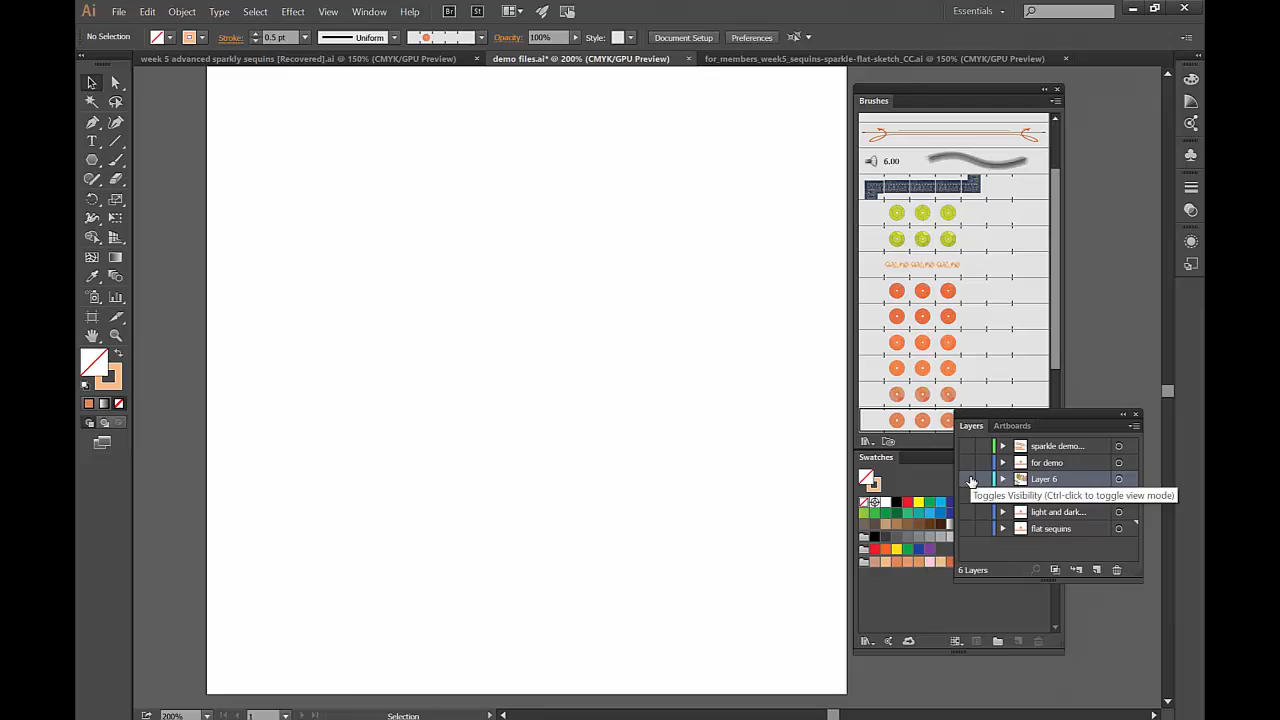 Ai File Edit Object Type Select Effect View Window Help Br St Essentials
No Selection Stroke: 0.5 pt Uniform Opacity: 100% Style: Document Setup Preferences
week 5 advanced sparkly sequins [Recovered].ai @ 150% (CMYK/GPU Preview) × demo files.ai* @ 200% (CMYK/GPU Preview) × for_members_week5_sequins-sparkle-flat-sketch_CC.ai @ 150% (CMYK/GPU Preview) ×
Brushes
6.00
Layers Artboards
sparkle demo...
for demo
Swatches
Layer 6
Toggles Visibility (Ctrl-click to toggle view mode)
light and dark...
flat sequins
6 Layers
200% 1 Selection